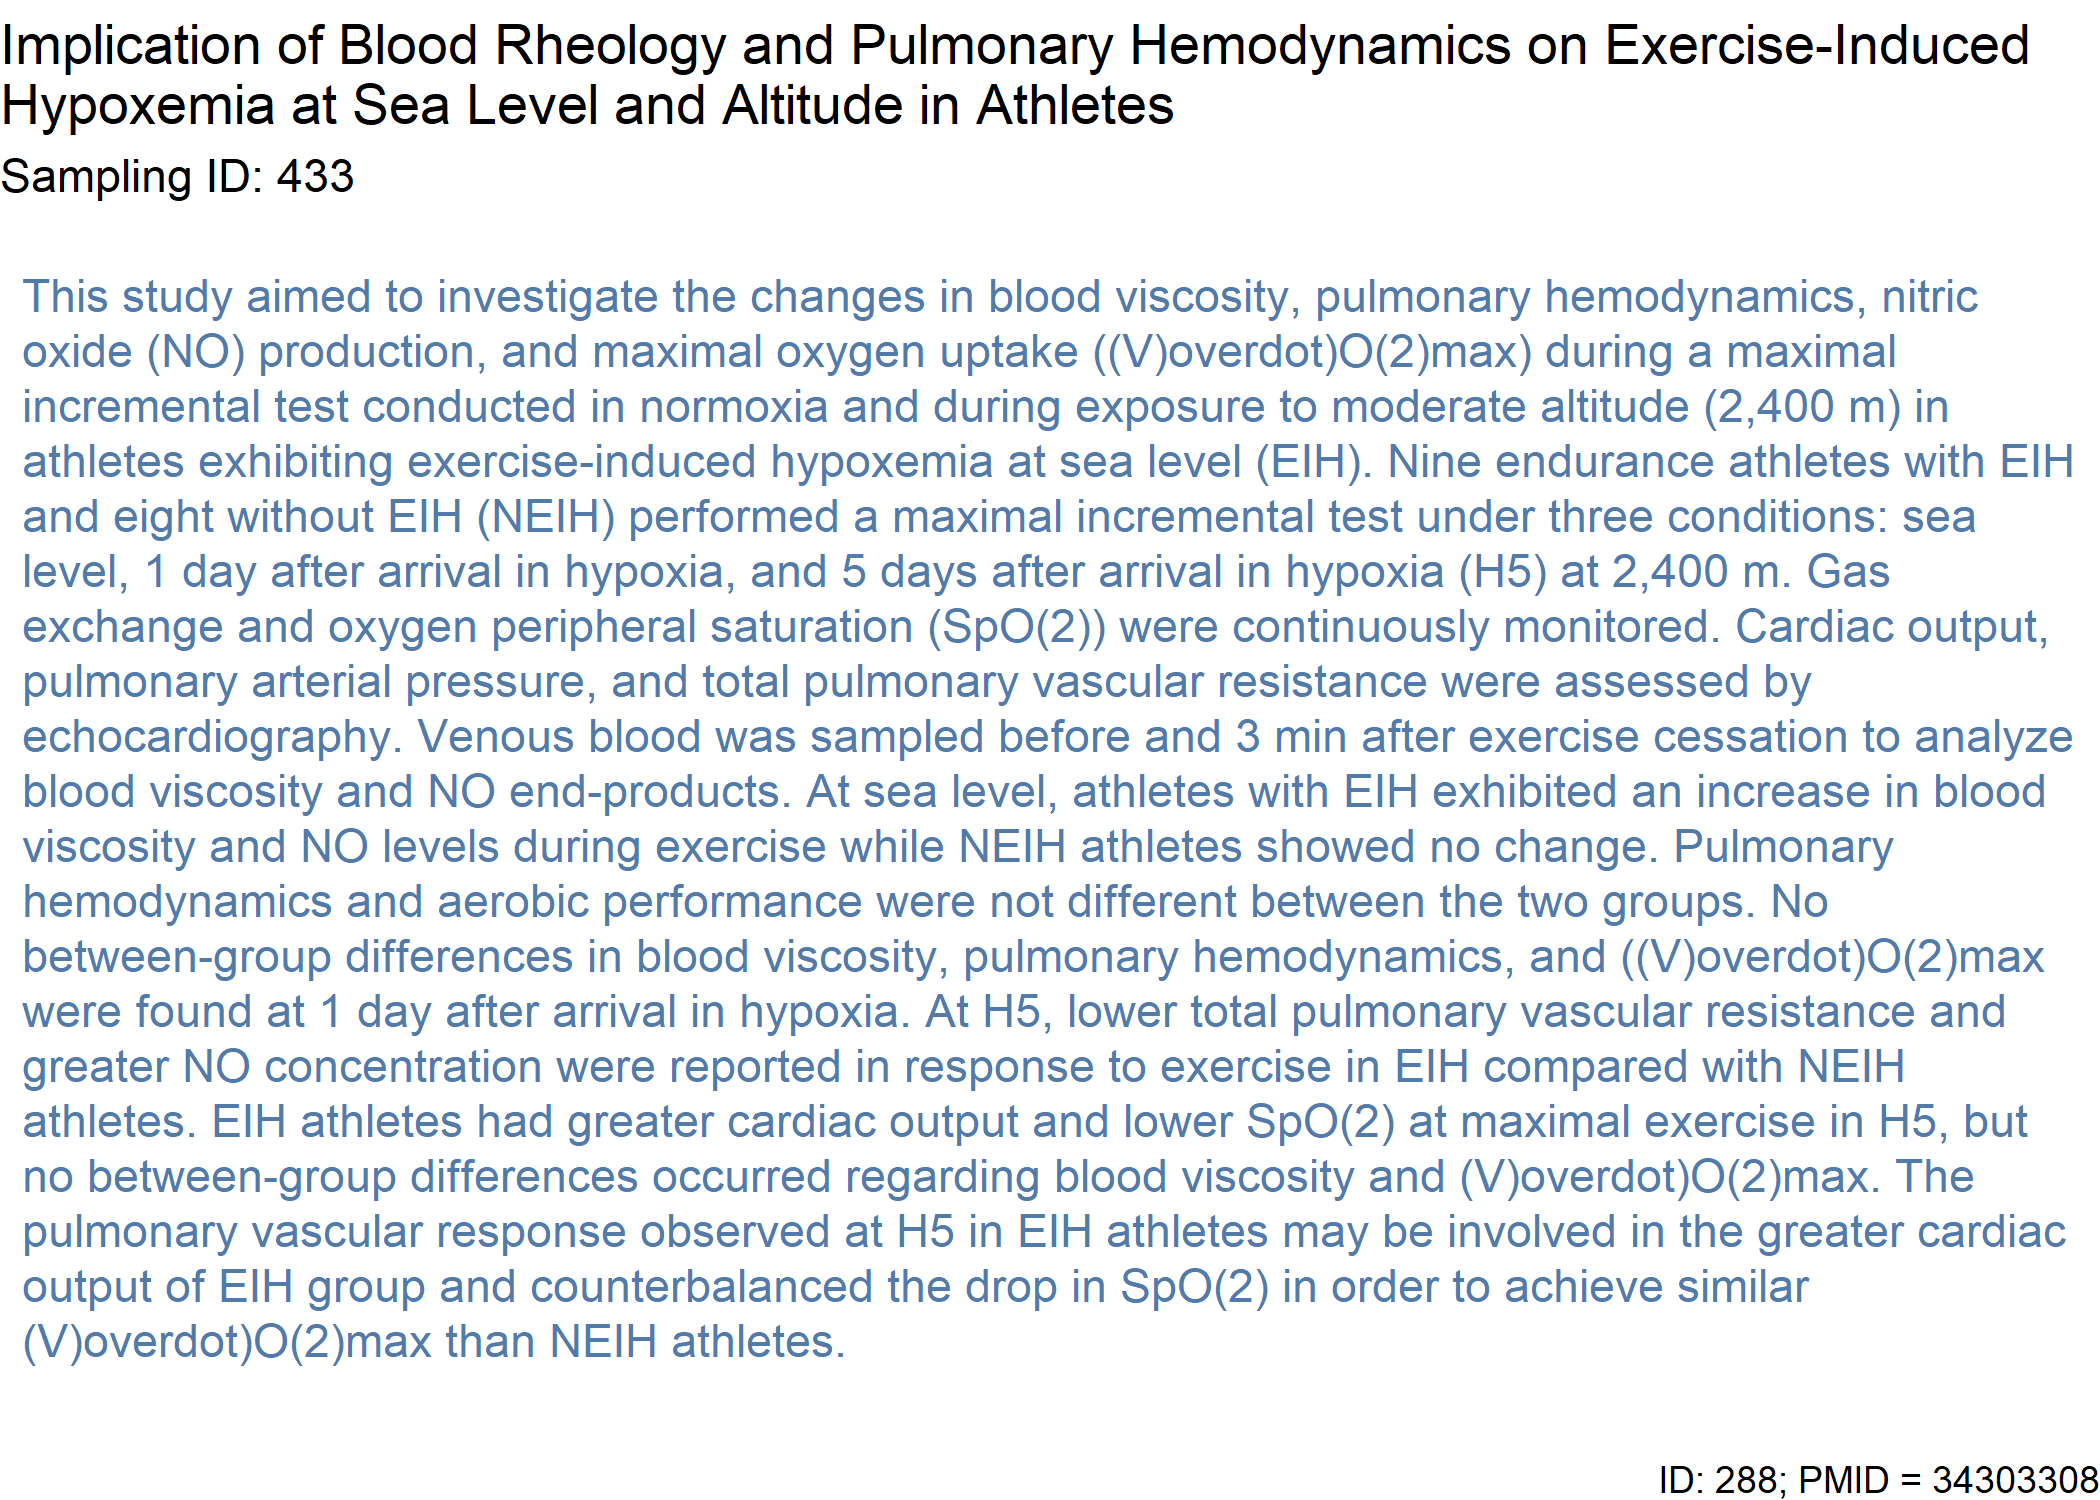 Implication of Blood Rheology and Pulmonary Hemodynamics on Exercise-Induced
Hypoxemia at Sea Level and Altitude in Athletes
Sampling ID: 433
This study aimed to investigate the changes in blood viscosity, pulmonary hemodynamics, nitric
oxide (NO) production, and maximal oxygen uptake ((V)overdot)O(2)max) during a maximal
incremental test conducted in normoxia and during exposure to moderate altitude (2,400 m) in
athletes exhibiting exercise-induced hypoxemia at sea level (EIH). Nine endurance athletes with EIH
and eight without EIH (NEIH) performed a maximal incremental test under three conditions: sea
level, 1 day after arrival in hypoxia, and 5 days after arrival in hypoxia (H5) at 2,400 m. Gas
exchange and oxygen peripheral saturation (SpO(2)) were continuously monitored. Cardiac output,
pulmonary arterial pressure, and total pulmonary vascular resistance were assessed by
echocardiography. Venous blood was sampled before and 3 min after exercise cessation to analyze
blood viscosity and NO end-products. At sea level, athletes with EIH exhibited an increase in blood
viscosity and NO levels during exercise while NEIH athletes showed no change. Pulmonary
hemodynamics and aerobic performance were not different between the two groups. No
between-group differences in blood viscosity, pulmonary hemodynamics, and ((V)overdot)O(2)max
were found at 1 day after arrival in hypoxia. At H5, lower total pulmonary vascular resistance and
greater NO concentration were reported in response to exercise in EIH compared with NEIH
athletes. EIH athletes had greater cardiac output and lower SpO(2) at maximal exercise in H5, but
no between-group differences occurred regarding blood viscosity and (V)overdot)O(2)max. The
pulmonary vascular response observed at H5 in EIH athletes may be involved in the greater cardiac
output of EIH group and counterbalanced the drop in SpO(2) in order to achieve similar
(V)overdot)O(2)max than NEIH athletes.
ID: 288; PMID = 34303308